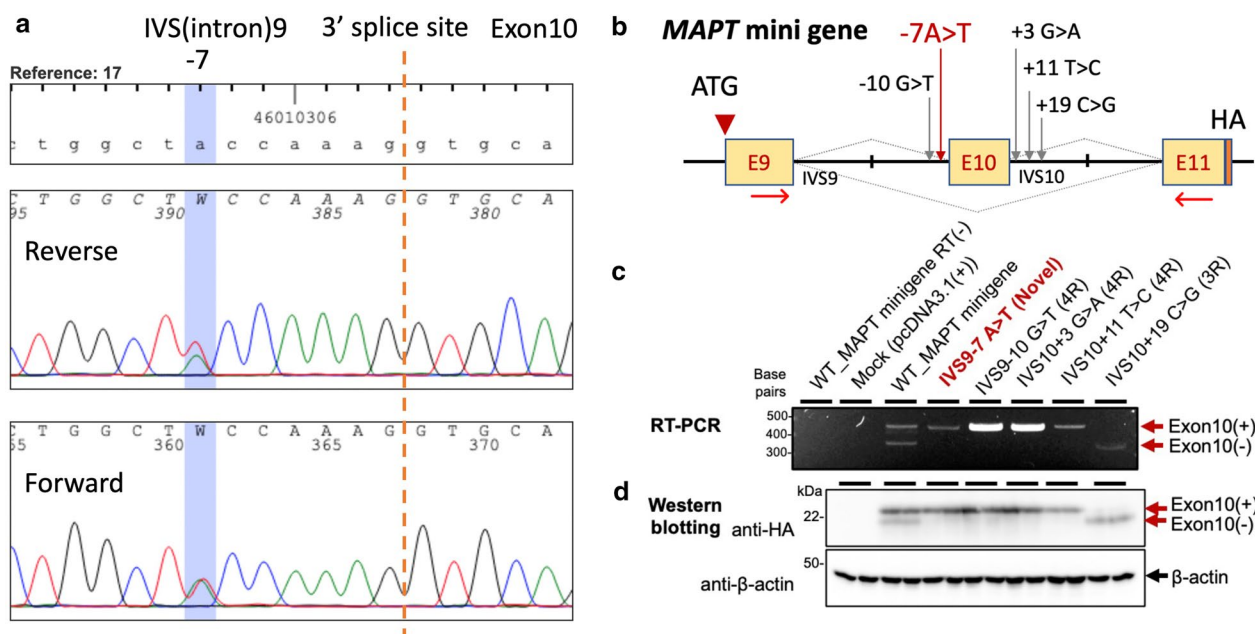 a
IVS(intron)9
-7
3' splice site
Exon10
Reference: 17
46010306
c t g g c t a c c a a a g g t g c a
C T G G C T W C C A A A G G T G C A
95 390 385 380
Reverse
C T G G C T W C C A A A G G T G C A
65 360 365 370
Forward
b
MAPT mini gene
-7A>T
-10 G>T
+3 G>A
+11 T>C
+19 C>G
ATG
HA
E9
IVS9
E10
IVS10
E11
c
WT_MAPT minigene RT(-)
Mock (pcDNA3.1(+))
WT_MAPT minigene
IVS9-7 A>T (Novel)
IVS9-10 G>T (4R)
IVS10+3 G>A (4R)
IVS10+11 T>C (4R)
IVS10+19 C>G (3R)
Base
pairs
RT-PCR
500-
400-
300-
Exon10(+)
Exon10(-)
d
Western
blotting
kDa
22-
anti-HA
Exon10(+)
Exon10(-)
50-
anti-β-actin
β-actin